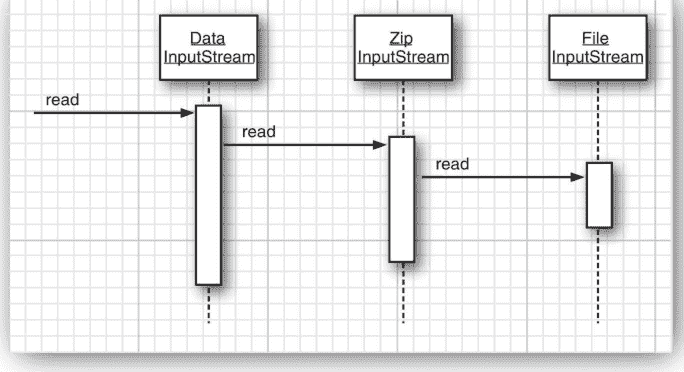 Data
InputStream
Zip
InputStream
File
InputStream
read
read
read